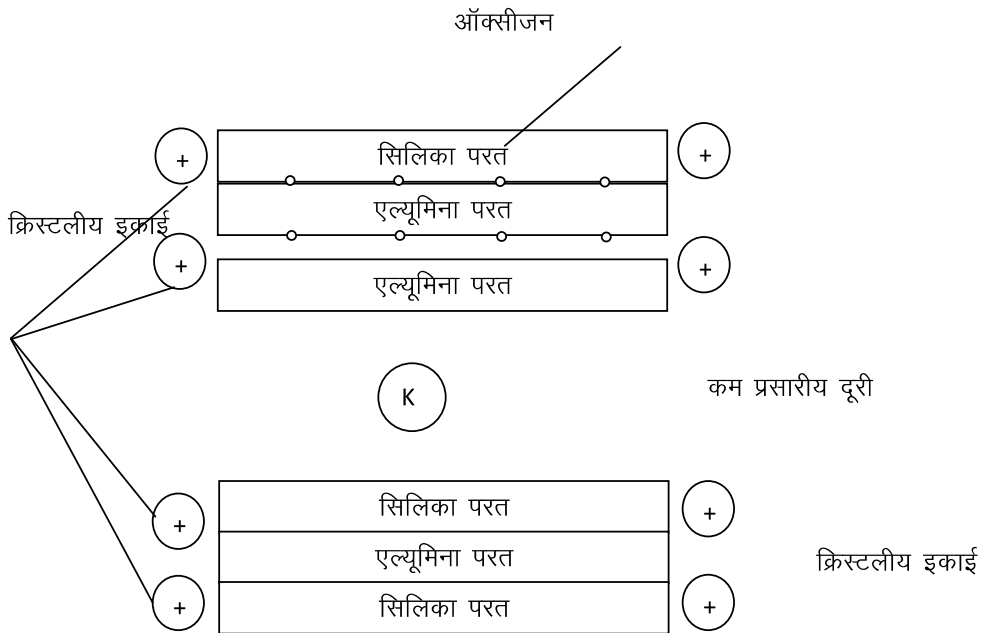 ऑक्सीजन
+ सिलिका परत +
क्रिस्टलीय इकाई
एल्यूमिना परत
+ एल्यूमिना परत +
K
कम प्रसारीय दूरी
+ सिलिका परत +
एल्यूमिना परत
क्रिस्टलीय इकाई
+ सिलिका परत +